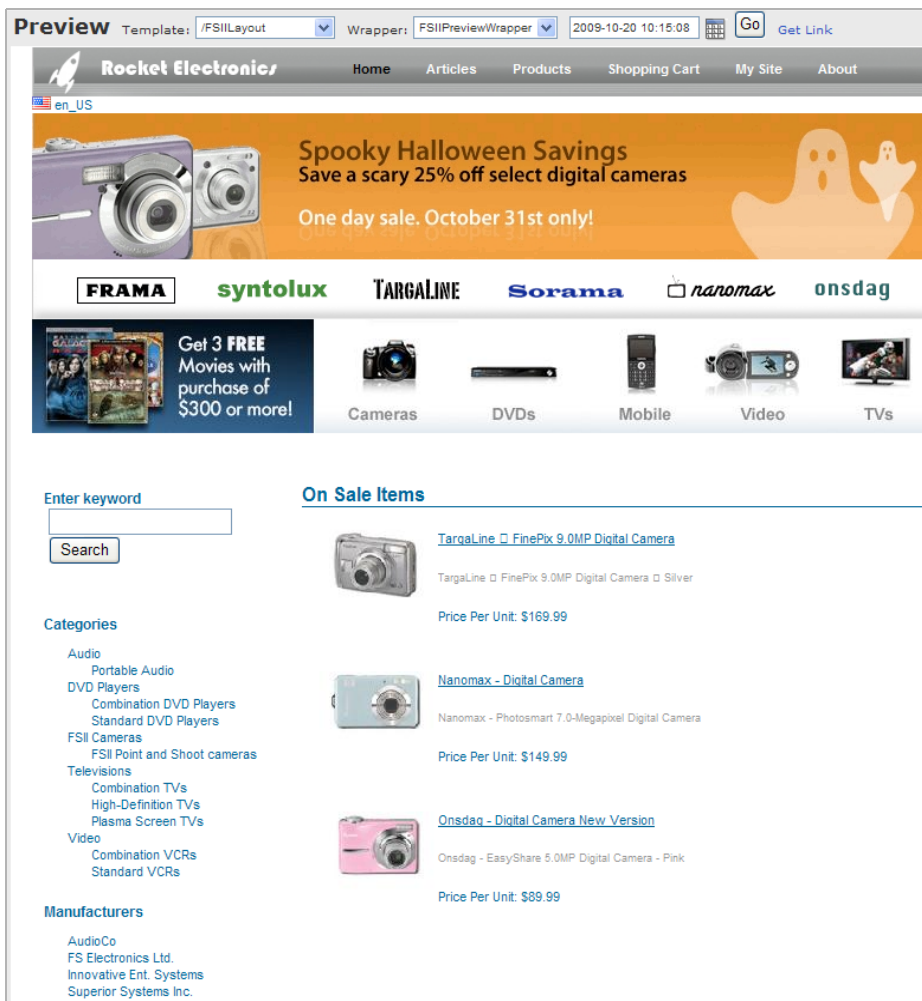 Preview Template: /FSIILayout Wrapper: FSIIPreviewWrapper 2009-10-20 10:15:08 Go Get Link
Rocket Electronics Home Articles Products Shopping Cart My Site About
en_US
Spooky Halloween Savings
Save a scary 25% off select digital cameras
One day sale. October 31st only!
FRAMA syntolux TARGALINE Sorama nanomax onsdag
Get 3 FREE
Movies with
purchase of
$300 or more!
Cameras DVDs Mobile Video TVs
Enter keyword
Search
Categories
Audio
Portable Audio
DVD Players
Combination DVD Players
Standard DVD Players
FSII Cameras
FSII Point and Shoot cameras
Televisions
Combination TVs
High-Definition TVs
Plasma Screen TVs
Video
Combination VCRs
Standard VCRs
Manufacturers
AudioCo
FS Electronics Ltd.
Innovative Ent. Systems
Superior Systems Inc.
On Sale Items
TargaLine □ FinePix 9.0MP Digital Camera
TargaLine □ FinePix 9.0MP Digital Camera □ Silver
Price Per Unit: $169.99
Nanomax - Digital Camera
Nanomax - Photosmart 7.0-Megapixel Digital Camera
Price Per Unit: $149.99
Onsdag - Digital Camera New Version
Onsdag - EasyShare 5.0MP Digital Camera - Pink
Price Per Unit: $89.99